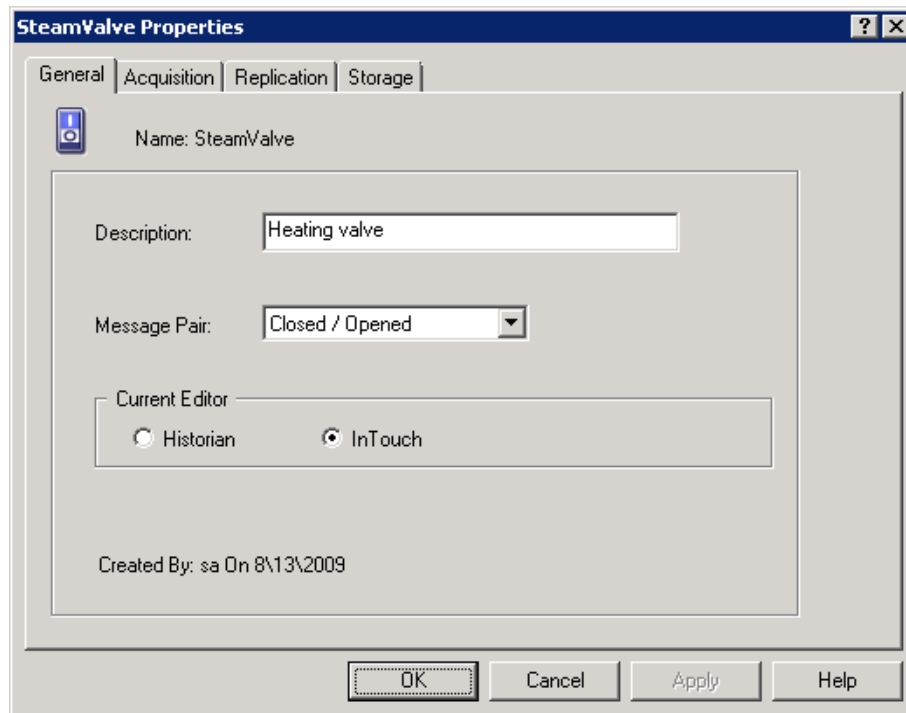 SteamValve Properties
General Acquisition Replication Storage
Name: SteamValve
Description: Heating valve
Message Pair: Closed / Opened
Current Editor
Historian InTouch
Created By: sa On 8\13\2009
OK Cancel Apply Help